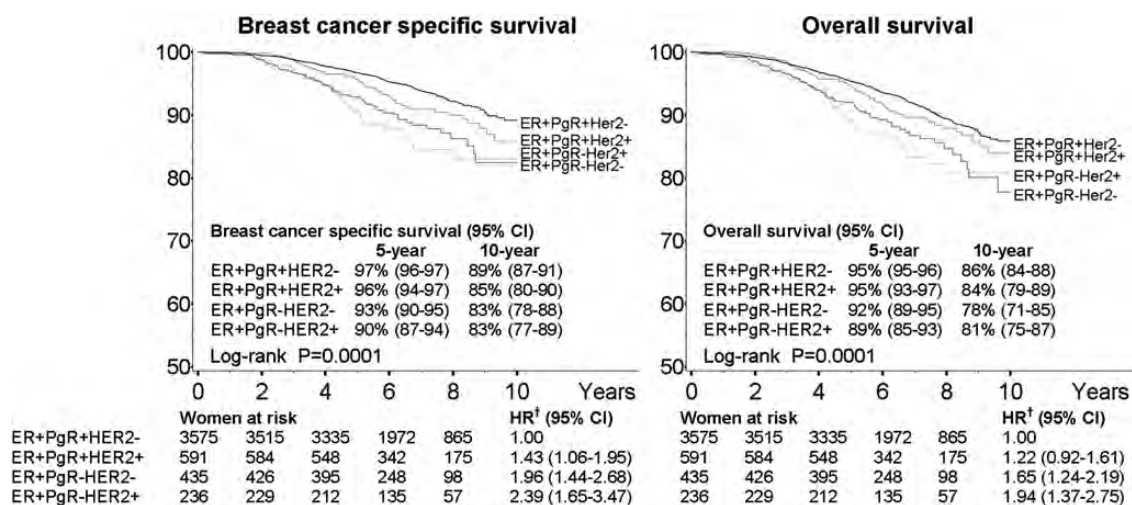 Breast cancer specific survival
100
90
80
70
60
50
ER+PgR+Her2-
ER+PgR+Her2+
ER+PgR-Her2+
ER+PgR-Her2-
Breast cancer specific survival (95% CI)
5-year 10-year
ER+PgR+HER2- 97% (96-97) 89% (87-91)
ER+PgR+HER2+ 96% (94-97) 85% (80-90)
ER+PgR-HER2- 93% (90-95) 83% (78-88)
ER+PgR-HER2+ 90% (87-94) 83% (77-89)
Log-rank P=0.0001
0 2 4 6 8 10 Years
Overall survival
100
90
80
70
60
50
ER+PgR+Her2-
ER+PgR+Her2+
ER+PgR-Her2+
ER+PgR-Her2-
Overall survival (95% CI)
5-year 10-year
ER+PgR+HER2- 95% (95-96) 86% (84-88)
ER+PgR+HER2+ 95% (93-97) 84% (79-89)
ER+PgR-HER2- 92% (89-95) 78% (71-85)
ER+PgR-HER2+ 89% (85-93) 81% (75-87)
Log-rank P=0.0001
0 2 4 6 8 10 Years
Women at risk HR† (95% CI) Women at risk HR† (95% CI)
ER+PgR+HER2- 3575 3515 3335 1972 865 1.00 3575 3515 3335 1972 865 1.00
ER+PgR+HER2+ 591 584 548 342 175 1.43 (1.06-1.95) 591 584 548 342 175 1.22 (0.92-1.61)
ER+PgR-HER2- 435 426 395 248 98 1.96 (1.44-2.68) 435 426 395 248 98 1.65 (1.24-2.19)
ER+PgR-HER2+ 236 229 212 135 57 2.39 (1.65-3.47) 236 229 212 135 57 1.94 (1.37-2.75)